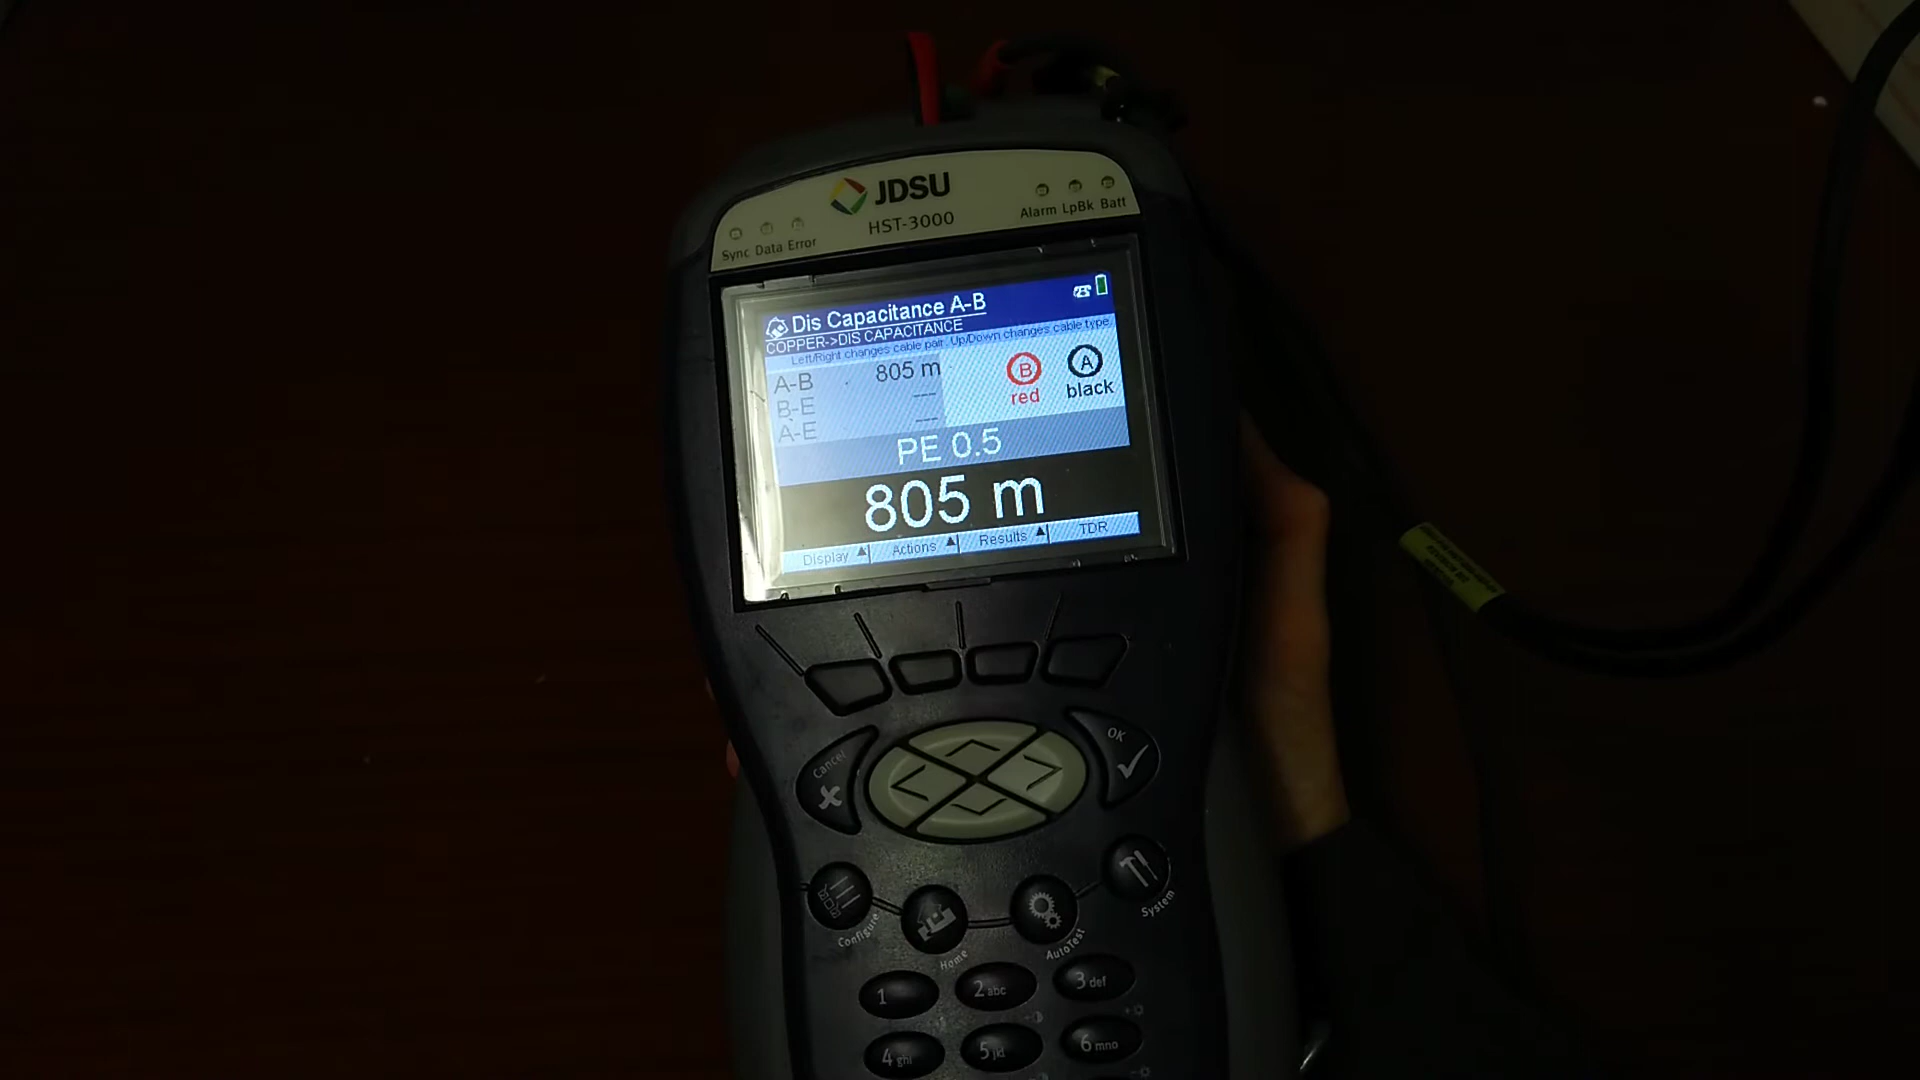 JDSU
HST-3000
Sync Data Error
Alarm LpBk Batt
Dis Capacitance A-B
COPPER->DIS CAPACITANCE
Left/Right changes cable pair. Up/Down changes cable type.
A-B 805 m
B-E ---
A-E ---
B
red
A
black
PE 0.5
805 m
Display Actions Results TDR
Cancel
OK
Configure
Home
AutoTest
System
1
2 abc
3 def
4 ghi
5 jkl
6 mno